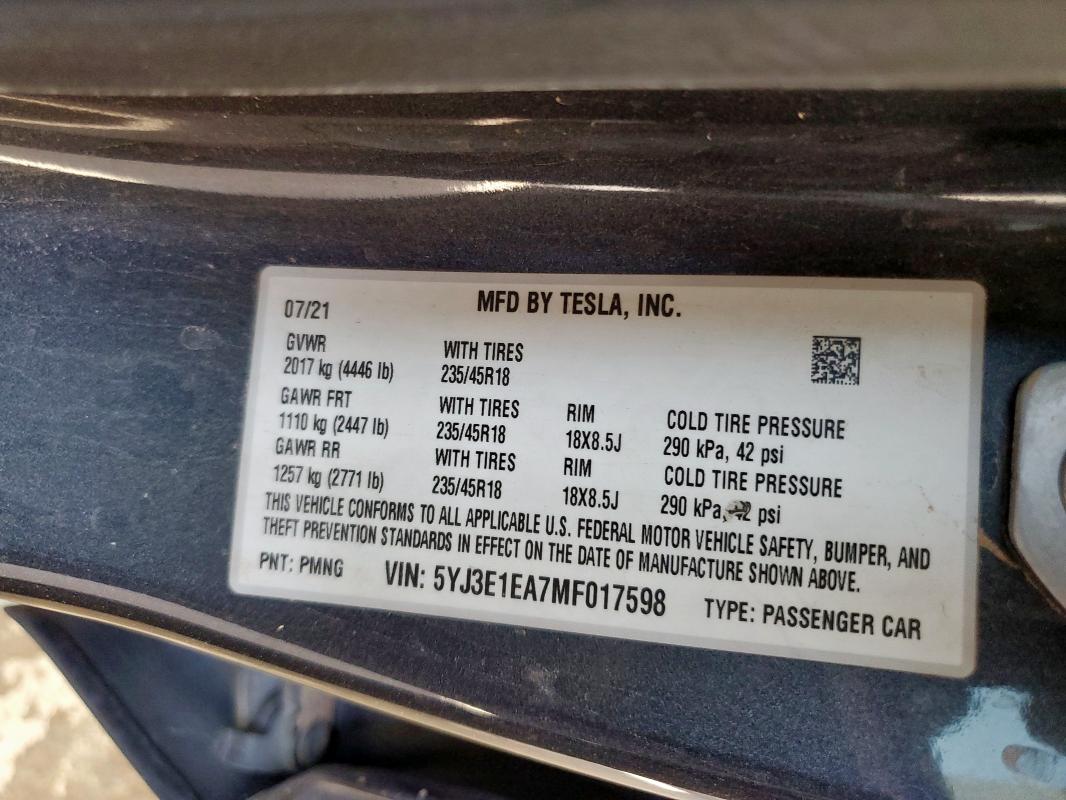 MFD BY TESLA, INC.
07/21
GVWR
2017 kg (4446 lb)
WITH TIRES
235/45R18
GAWR FRT
1110 kg (2447 lb)
WITH TIRES
235/45R18
RIM
18X8.5J
COLD TIRE PRESSURE
290 kPa, 42 psi
GAWR RR
1257 kg (2771 lb)
WITH TIRES
235/45R18
RIM
18X8.5J
COLD TIRE PRESSURE
290 kPa, 42 psi
THIS VEHICLE CONFORMS TO ALL APPLICABLE U.S. FEDERAL MOTOR VEHICLE SAFETY, BUMPER, AND
THEFT PREVENTION STANDARDS IN EFFECT ON THE DATE OF MANUFACTURE SHOWN ABOVE.
PNT: PMNG
VIN: 5YJ3E1EA7MF017598
TYPE: PASSENGER CAR